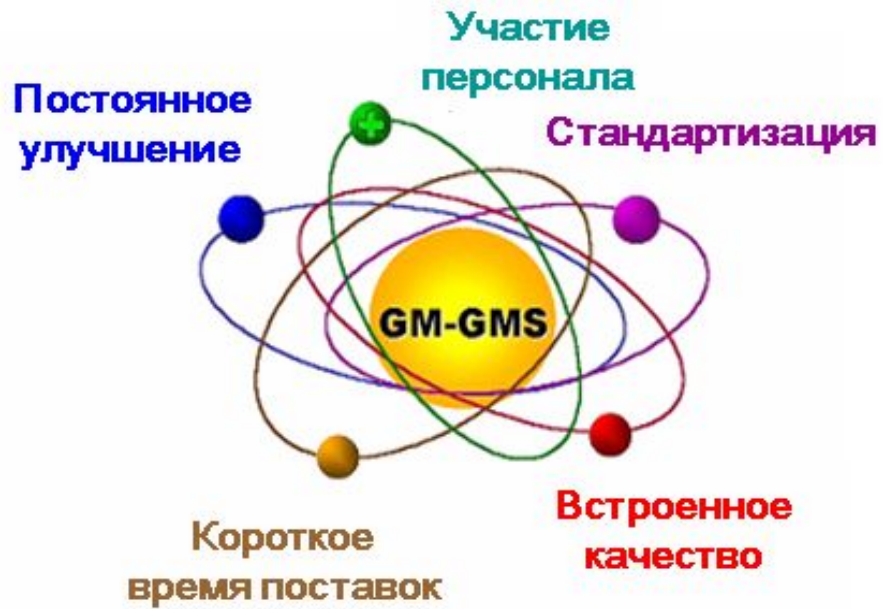 Участие
персонала
Постоянное
улучшение
Стандартизация
GM-GMS
Встроенное
качество
Короткое
время поставок